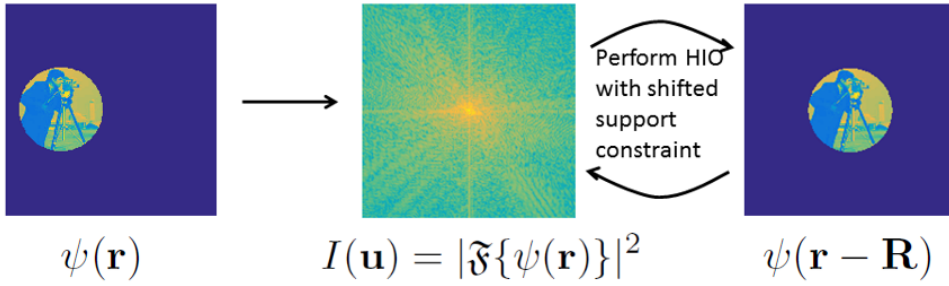 Perform HIO
with shifted
support
constraint
ψ(r)
I(u) = |𝔉{ψ(r)}|²
ψ(r − R)